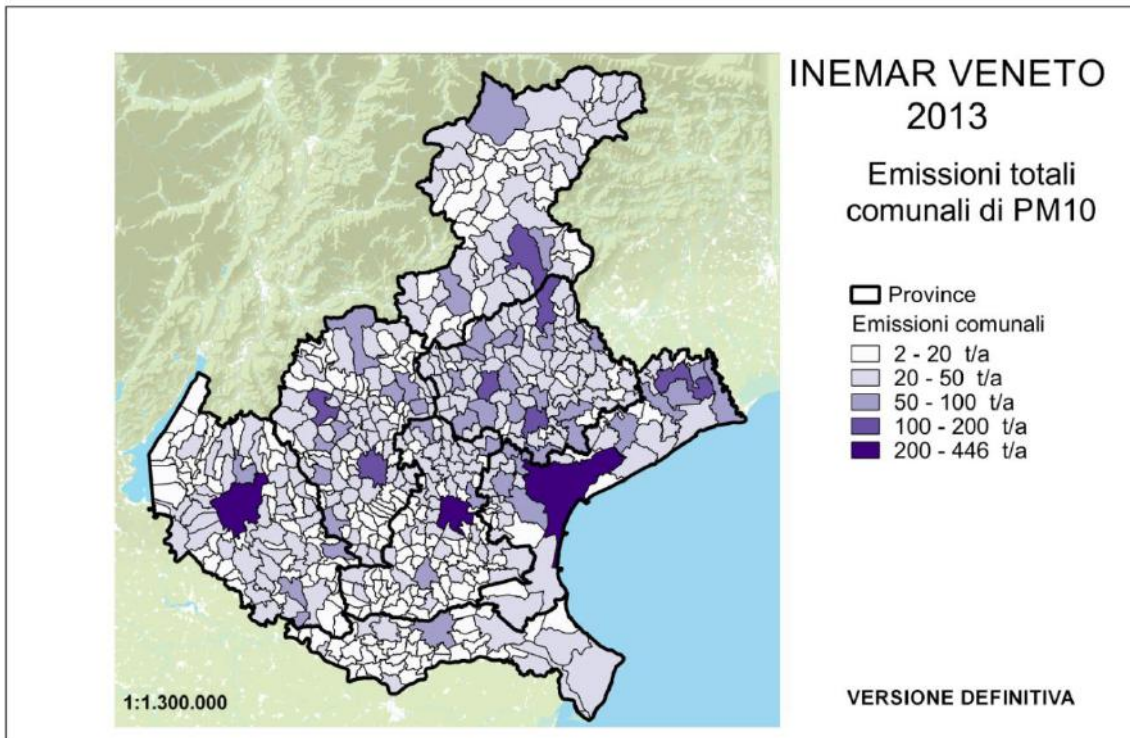 INEMAR VENETO
2013
Emissioni totali
comunali di PM10
Province
Emissioni comunali
2 - 20 t/a
20 - 50 t/a
50 - 100 t/a
100 - 200 t/a
200 - 446 t/a
1:1.300.000
VERSIONE DEFINITIVA